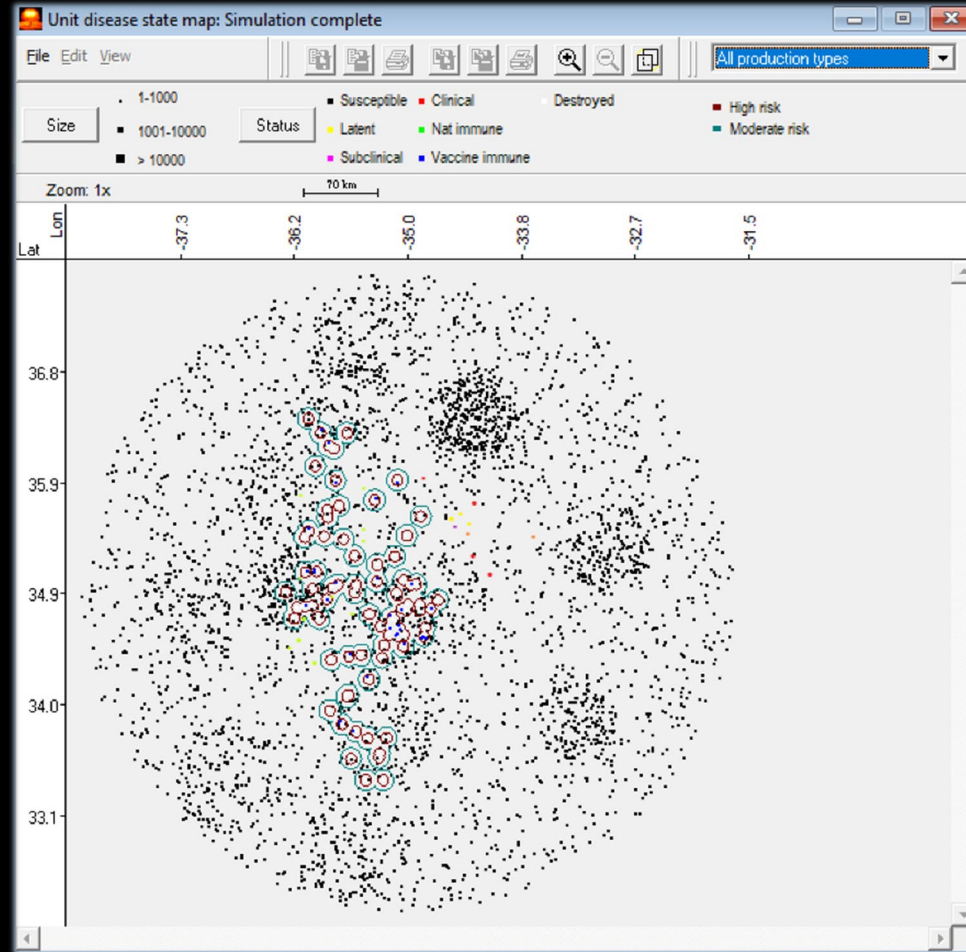 Unit disease state map: Simulation complete
File Edit View
All production types
Size
1-1000
1001-10000
> 10000
Status
Susceptible
Latent
Subclinical
Clinical
Nat immune
Vaccine immune
Destroyed
High risk
Moderate risk
Zoom: 1x
70 km
Lat
Lon
-37.3
-36.2
-35.0
-33.8
-32.7
-31.5
36.8
35.9
34.9
34.0
33.1